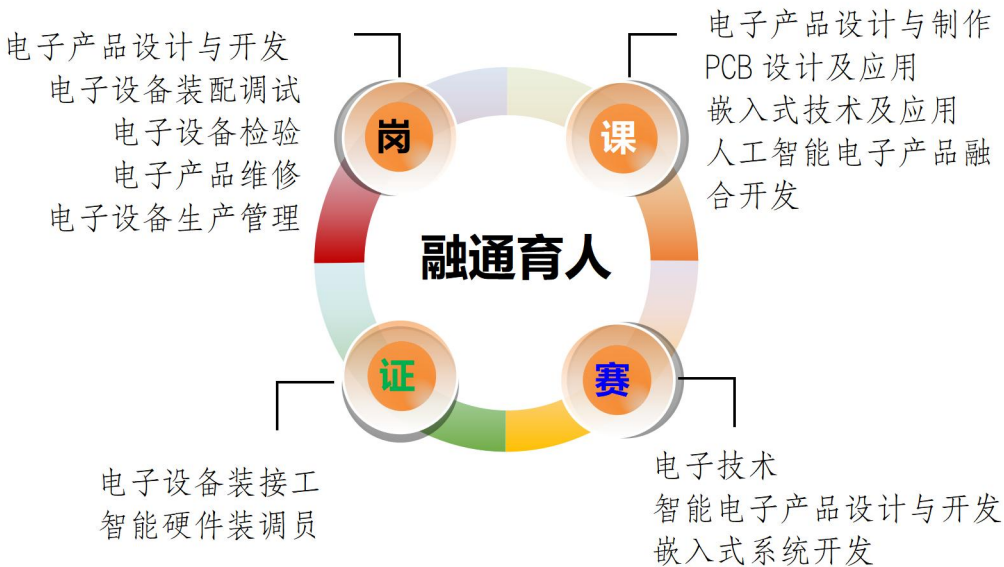 电子产品设计与开发
电子设备装配调试
电子设备检验
电子产品维修
电子设备生产管理
岗
课
电子产品设计与制作
PCB 设计及应用
嵌入式技术及应用
人工智能电子产品融
合开发
融通育人
证
赛
电子设备装接工
智能硬件装调员
电子技术
智能电子产品设计与开发
嵌入式系统开发